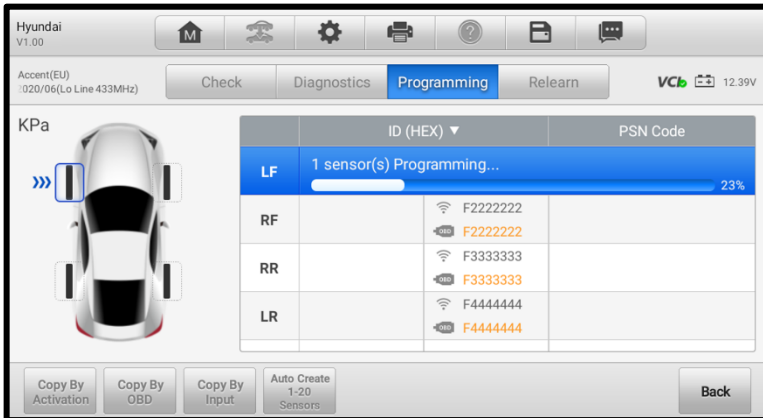 Hyundai
V1.00
M
?
Accent(EU)
2020/06(Lo Line 433MHz)
Check
Diagnostics
Programming
Relearn
VCI
12.39V
KPa
ID (HEX) ▼
PSN Code
LF
1 sensor(s) Programming...
23%
RF
F2222222
OBD
F2222222
RR
F3333333
OBD
F3333333
LR
F4444444
OBD
F4444444
Copy By
Activation
Copy By
OBD
Copy By
Input
Auto Create
1-20
Sensors
Back